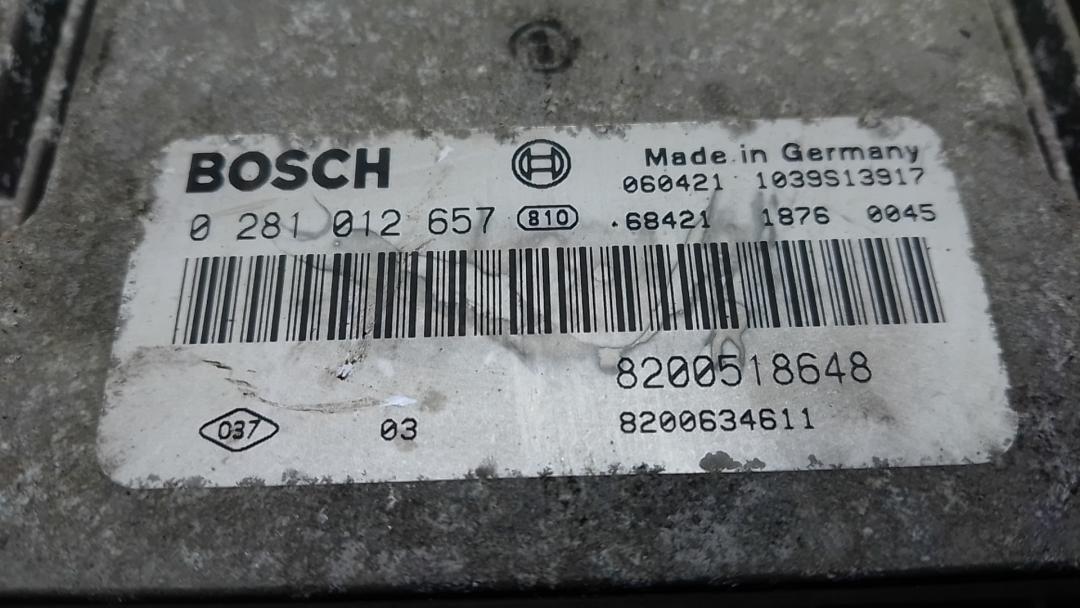 BOSCH
Made in Germany
060421 1039S13917
0 281 012 657 810 .68421 1876 0045
8200518648
037 03 8200634611